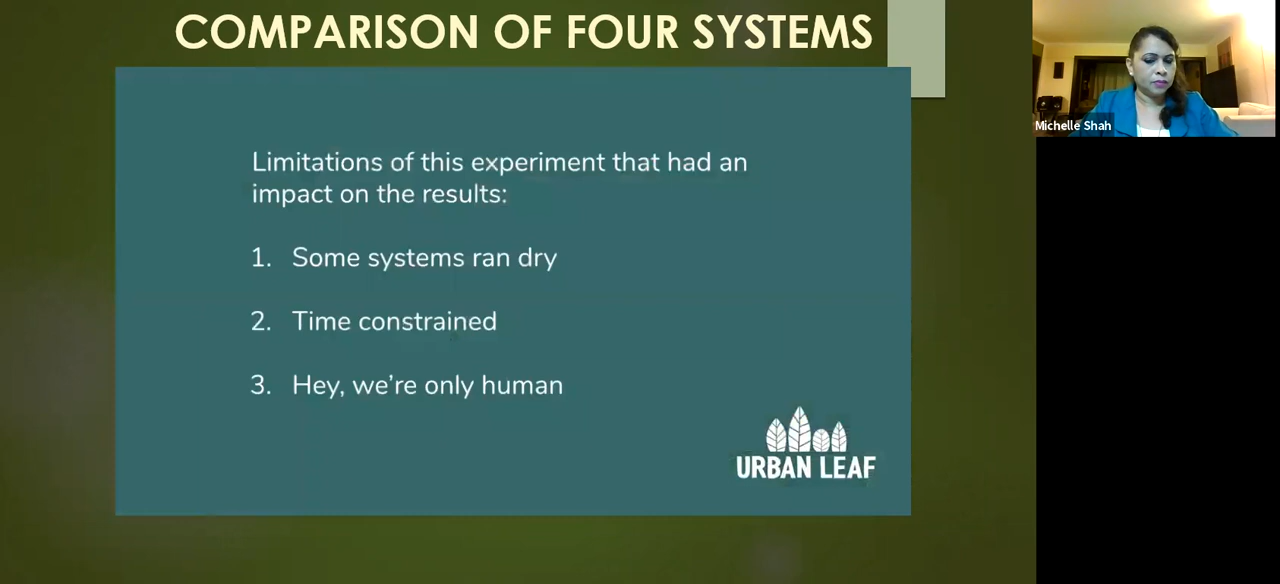 COMPARISON OF FOUR SYSTEMS
Limitations of this experiment that had an
impact on the results:
1. Some systems ran dry
2. Time constrained
3. Hey, we're only human
URBAN LEAF
Michelle Shah